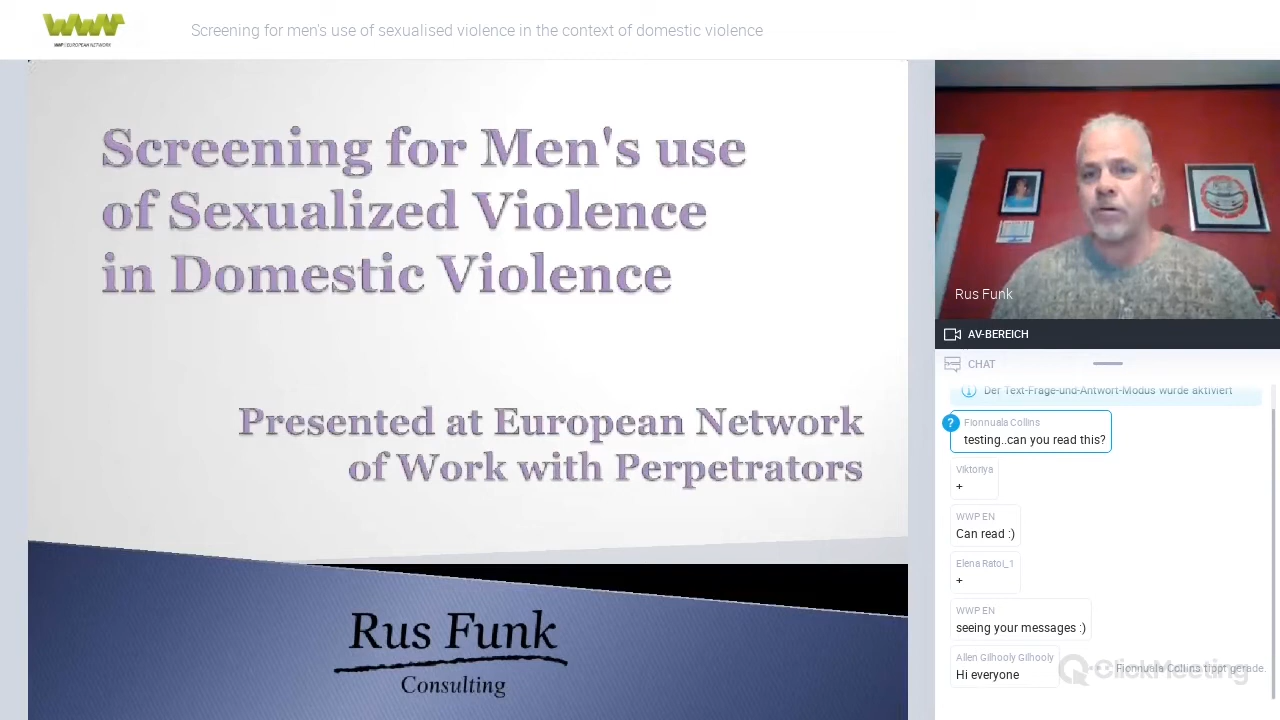 WWP EUROPEAN NETWORK
Screening for men's use of sexualised violence in the context of domestic violence
Screening for Men's use
of Sexualized Violence
in Domestic Violence
Presented at European Network
of Work with Perpetrators
Rus Funk
Consulting
Rus Funk
AV-BEREICH
CHAT
Der Text-Frage-und-Antwort-Modus wurde aktiviert
?
Fionnuala Collins
testing..can you read this?
Viktoriya
+
WWP EN
Can read :)
Elena Ratoi_1
+
WWP EN
seeing your messages :)
Allen Gilhooly Gilhooly
Hi everyone
Fionnuala Collins tippt gerade.
ClickMeeting